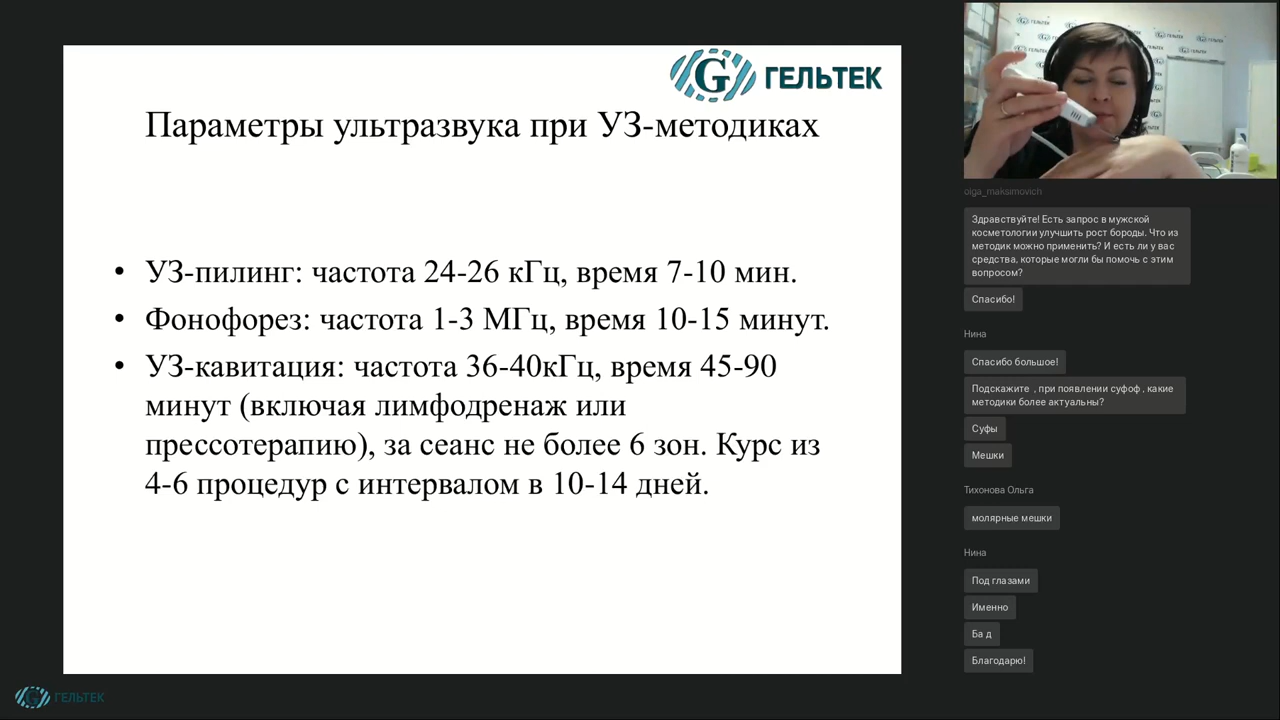 ГЕЛЬТЕК
Параметры ультразвука при УЗ-методиках
• УЗ-пилинг: частота 24-26 кГц, время 7-10 мин.
• Фонофорез: частота 1-3 МГц, время 10-15 минут.
• УЗ-кавитация: частота 36-40кГц, время 45-90
минут (включая лимфодренаж или
прессотерапию), за сеанс не более 6 зон. Курс из
4-6 процедур с интервалом в 10-14 дней.
ГЕЛЬТЕК
olga_maksimovich
Здравствуйте! Есть запрос в мужской
косметологии улучшить рост бороды. Что из
методик можно применить? И есть ли у вас
средства, которые могли бы помочь с этим
вопросом?
Спасибо!
Нина
Спасибо большое!
Подскажите , при появлении суфоф , какие
методики более актуальны?
Суфы
Мешки
Тихонова Ольга
молярные мешки
Нина
Под глазами
Именно
Ба д
Благодарю!